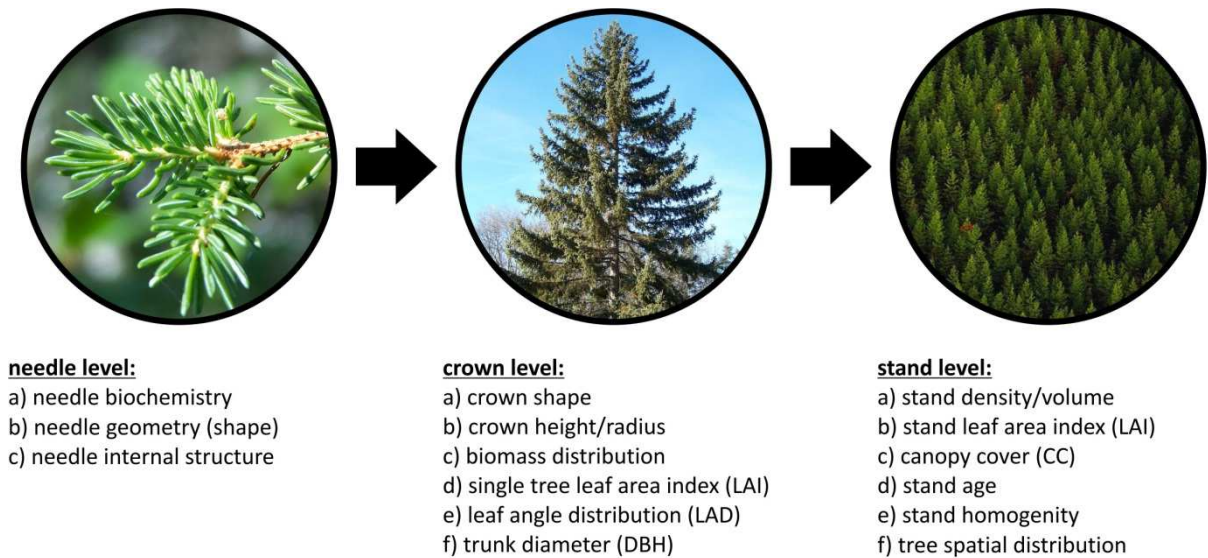 needle level:
a) needle biochemistry
b) needle geometry (shape)
c) needle internal structure
crown level:
a) crown shape
b) crown height/radius
c) biomass distribution
d) single tree leaf area index (LAI)
e) leaf angle distribution (LAD)
f) trunk diameter (DBH)
stand level:
a) stand density/volume
b) stand leaf area index (LAI)
c) canopy cover (CC)
d) stand age
e) stand homogenity
f) tree spatial distribution